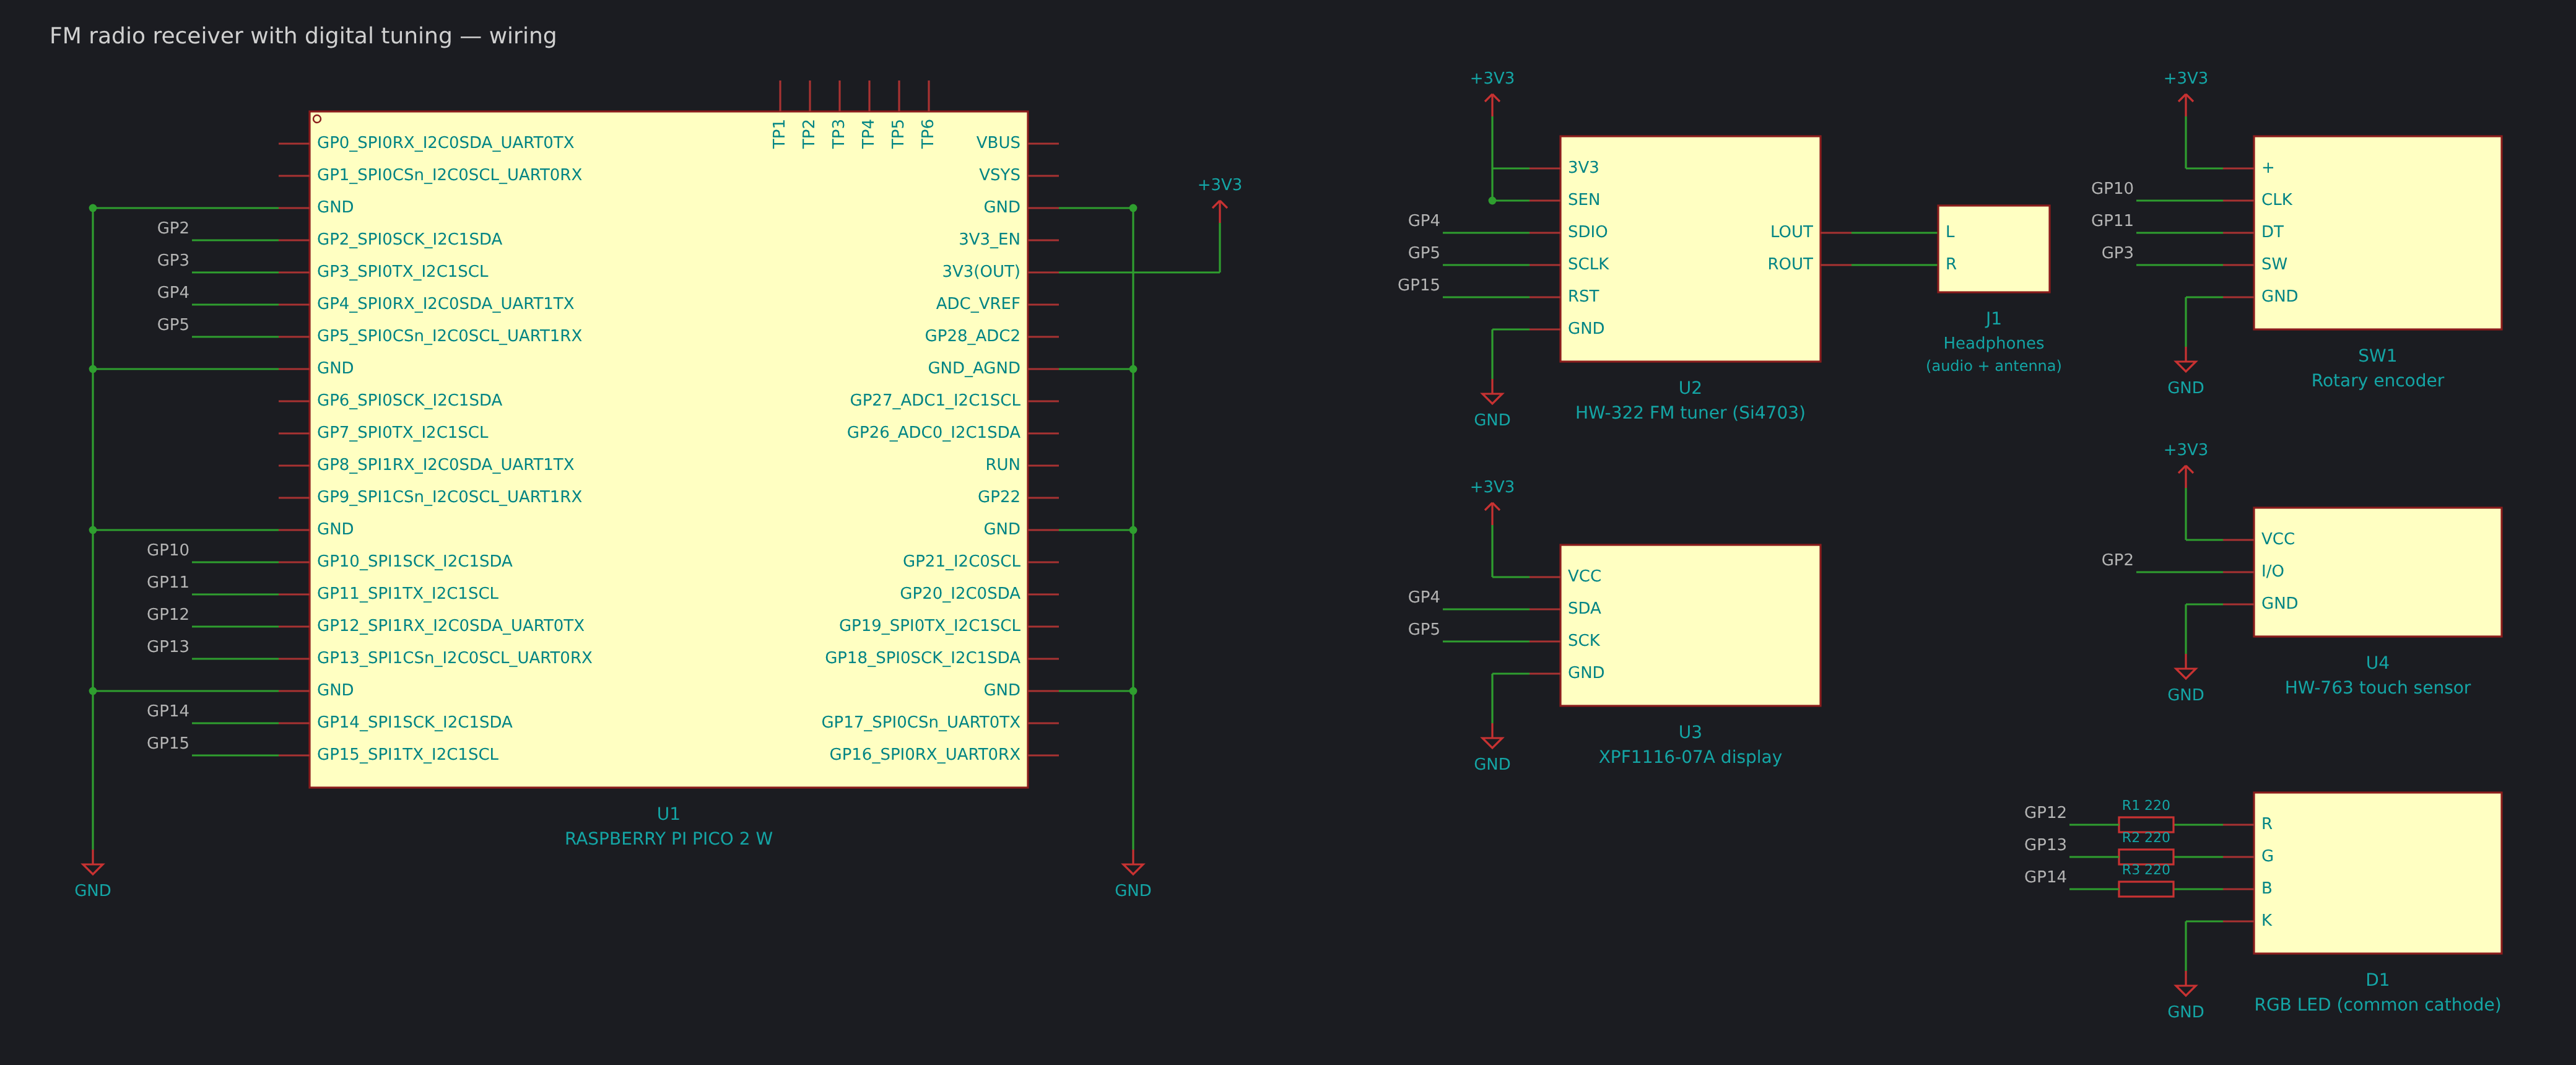 FM radio receiver with digital tuning — wiring
TP1
TP2
TP3
TP4
TP5
TP6
GP0_SPI0RX_I2C0SDA_UART0TX
GP1_SPI0CSn_I2C0SCL_UART0RX
GND
GP2
GP2_SPI0SCK_I2C1SDA
GP3
GP3_SPI0TX_I2C1SCL
GP4
GP4_SPI0RX_I2C0SDA_UART1TX
GP5
GP5_SPI0CSn_I2C0SCL_UART1RX
GND
GP6_SPI0SCK_I2C1SDA
GP7_SPI0TX_I2C1SCL
GP8_SPI1RX_I2C0SDA_UART1TX
GP9_SPI1CSn_I2C0SCL_UART1RX
GND
GP10
GP10_SPI1SCK_I2C1SDA
GP11
GP11_SPI1TX_I2C1SCL
GP12
GP12_SPI1RX_I2C0SDA_UART0TX
GP13
GP13_SPI1CSn_I2C0SCL_UART0RX
GND
GP14
GP14_SPI1SCK_I2C1SDA
GP15
GP15_SPI1TX_I2C1SCL
VBUS
VSYS
GND
3V3_EN
3V3(OUT)
ADC_VREF
GP28_ADC2
GND_AGND
GP27_ADC1_I2C1SCL
GP26_ADC0_I2C1SDA
RUN
GP22
GND
GP21_I2C0SCL
GP20_I2C0SDA
GP19_SPI0TX_I2C1SCL
GP18_SPI0SCK_I2C1SDA
GND
GP17_SPI0CSn_UART0TX
GP16_SPI0RX_UART0RX
+3V3
U1
RASPBERRY PI PICO 2 W
GND
GND
+3V3
3V3
SEN
GP4
SDIO
GP5
SCLK
GP15
RST
GND
LOUT
ROUT
GND
U2
HW-322 FM tuner (Si4703)
L
R
J1
Headphones
(audio + antenna)
+3V3
+
GP10
CLK
GP11
DT
GP3
SW
GND
GND
SW1
Rotary encoder
+3V3
VCC
GP4
SDA
GP5
SCK
GND
GND
U3
XPF1116-07A display
+3V3
VCC
GP2
I/O
GND
GND
U4
HW-763 touch sensor
GP12
R1 220
R
GP13
R2 220
G
GP14
R3 220
B
K
GND
D1
RGB LED (common cathode)